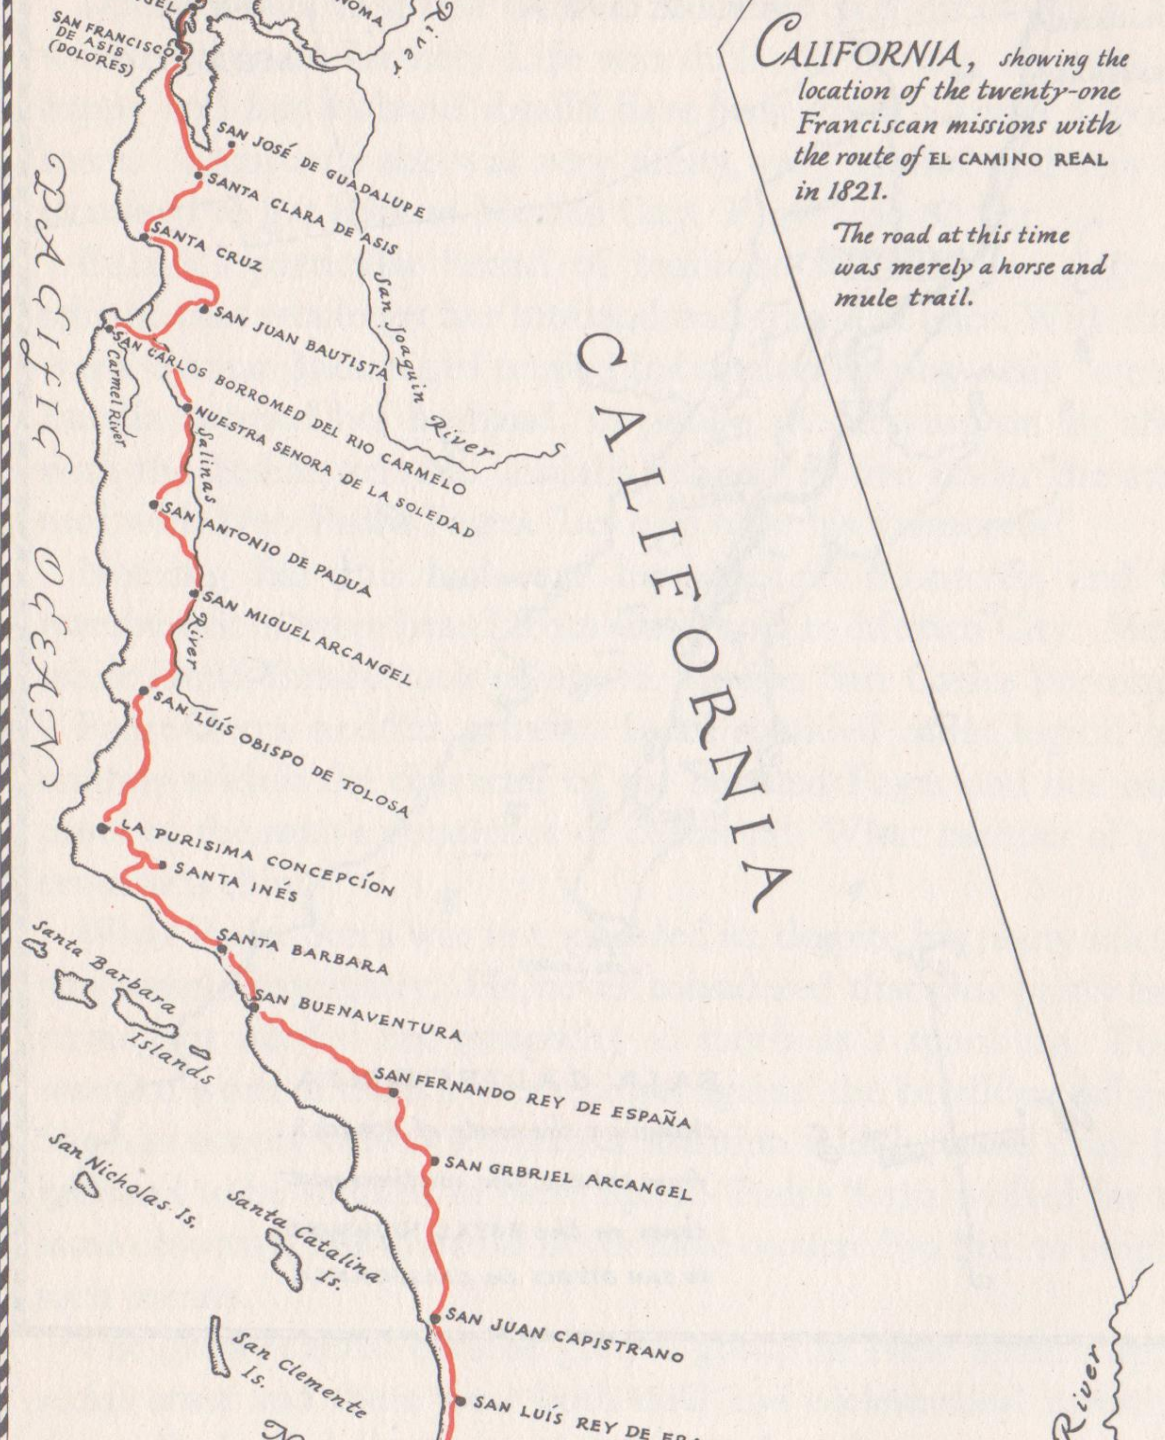 SAN FRANCISCO
DE ASIS
(DOLORES)
River
CALIFORNIA, showing the
location of the twenty-one
Franciscan missions with
the route of EL CAMINO REAL
in 1821.
The road at this time
was merely a horse and
mule trail.
SAN JOSÉ DE GUADALUPE
SANTA CLARA DE ASIS
SANTA CRUZ
SAN JUAN BAUTISTA
San Joaquin River
SAN CARLOS BORROMED DEL RIO CARMELO
Carmel River
NUESTRA SENORA DE LA SOLEDAD
Salinas River
SAN ANTONIO DE PADUA
SAN MIGUEL ARCANGEL
SAN LUÍS OBISPO DE TOLOSA
PACIFIC OCEAN
CALIFORNIA
LA PURISIMA CONCEPCÍON
SANTA INÉS
SANTA BARBARA
Santa Barbara
Islands
SAN BUENAVENTURA
SAN FERNANDO REY DE ESPAÑA
SAN GRBRIEL ARCANGEL
San Nicholas Is.
Santa Catalina
Is.
SAN JUAN CAPISTRANO
San Clemente
Is.
SAN LUÍS REY DE
River